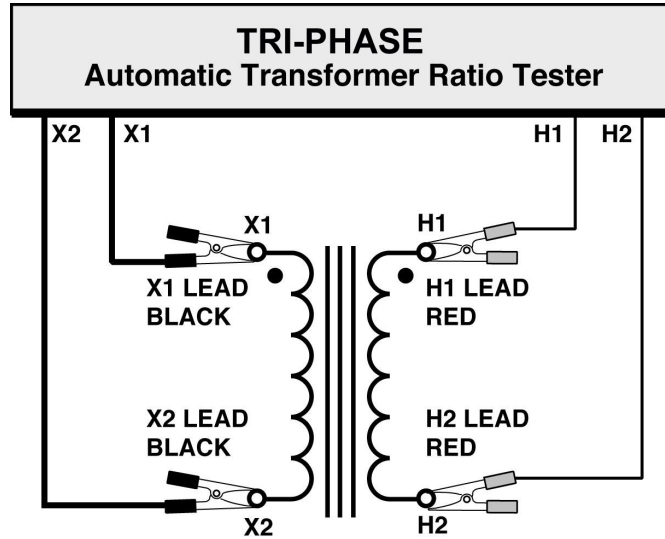 TRI-PHASE
Automatic Transformer Ratio Tester
X2 X1 H1 H2
X1 H1
X1 LEAD
BLACK
H1 LEAD
RED
X2 LEAD
BLACK
H2 LEAD
RED
X2 H2